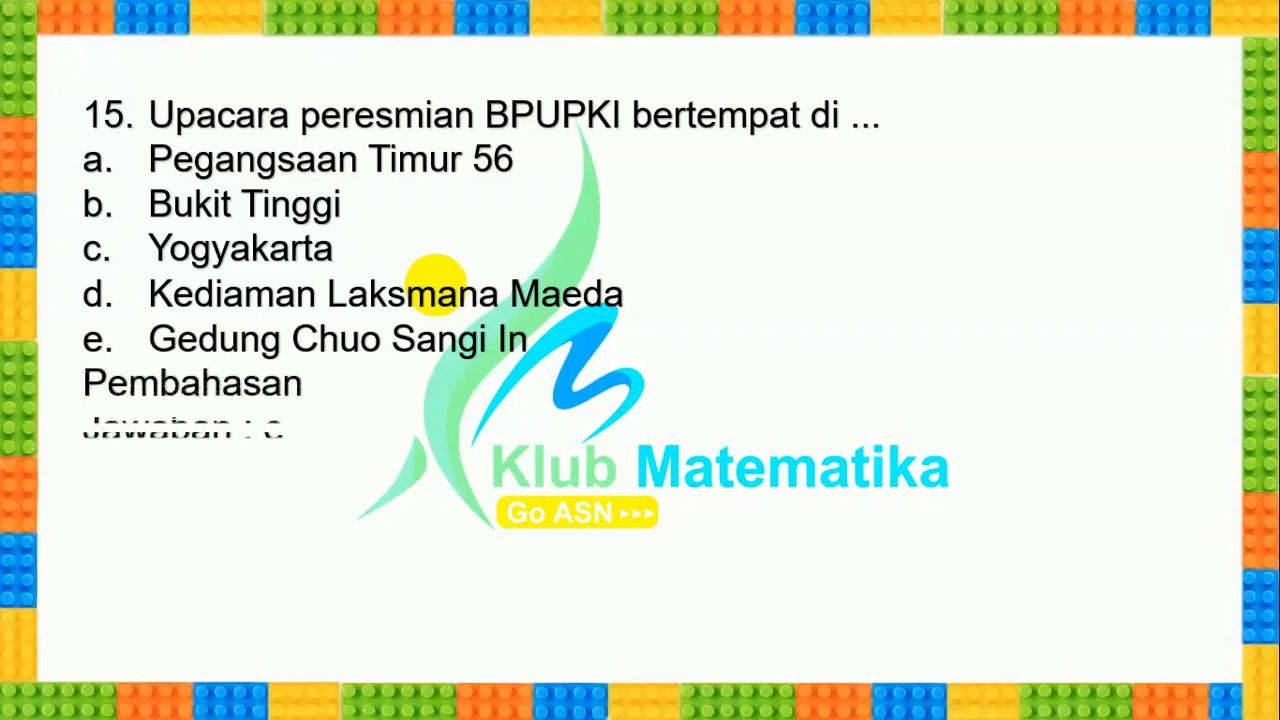 15. Upacara peresmian BPUPKI bertempat di ...
a. Pegangsaan Timur 56
b. Bukit Tinggi
c. Yogyakarta
d. Kediaman Laksmana Maeda
e. Gedung Chuo Sangi In
Pembahasan
Jawaban : e
Klub Matematika
Go ASN